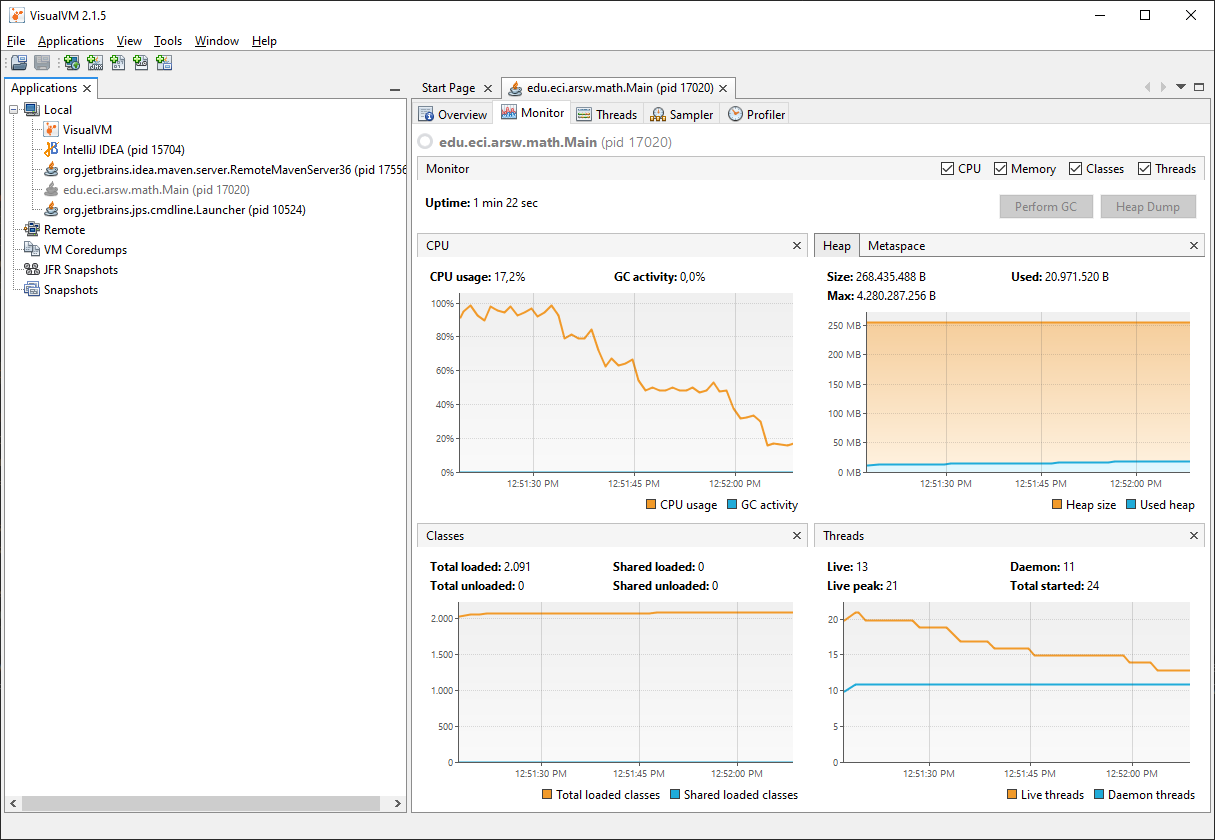 VisualVM 2.1.5
File Applications View Tools Window Help
Applications
Local
VisualVM
IntelliJ IDEA (pid 15704)
org.jetbrains.idea.maven.server.RemoteMavenServer36 (pid 17556
edu.eci.arsw.math.Main (pid 17020)
org.jetbrains.jps.cmdline.Launcher (pid 10524)
Remote
VM Coredumps
JFR Snapshots
Snapshots
Start Page edu.eci.arsw.math.Main (pid 17020)
Overview Monitor Threads Sampler Profiler
edu.eci.arsw.math.Main (pid 17020)
Monitor CPU Memory Classes Threads
Uptime: 1 min 22 sec
Perform GC Heap Dump
CPU
CPU usage: 17,2% GC activity: 0,0%
100%
80%
60%
40%
20%
0%
12:51:30 PM 12:51:45 PM 12:52:00 PM
CPU usage GC activity
Heap Metaspace
Size: 268.435.488 B Used: 20.971.520 B
Max: 4.280.287.256 B
250 MB
200 MB
150 MB
100 MB
50 MB
0 MB
12:51:30 PM 12:51:45 PM 12:52:00 PM
Heap size Used heap
Classes
Total loaded: 2.091 Shared loaded: 0
Total unloaded: 0 Shared unloaded: 0
2.000
1.500
1.000
500
0
12:51:30 PM 12:51:45 PM 12:52:00 PM
Total loaded classes Shared loaded classes
Threads
Live: 13 Daemon: 11
Live peak: 21 Total started: 24
20
15
10
5
0
12:51:30 PM 12:51:45 PM 12:52:00 PM
Live threads Daemon threads